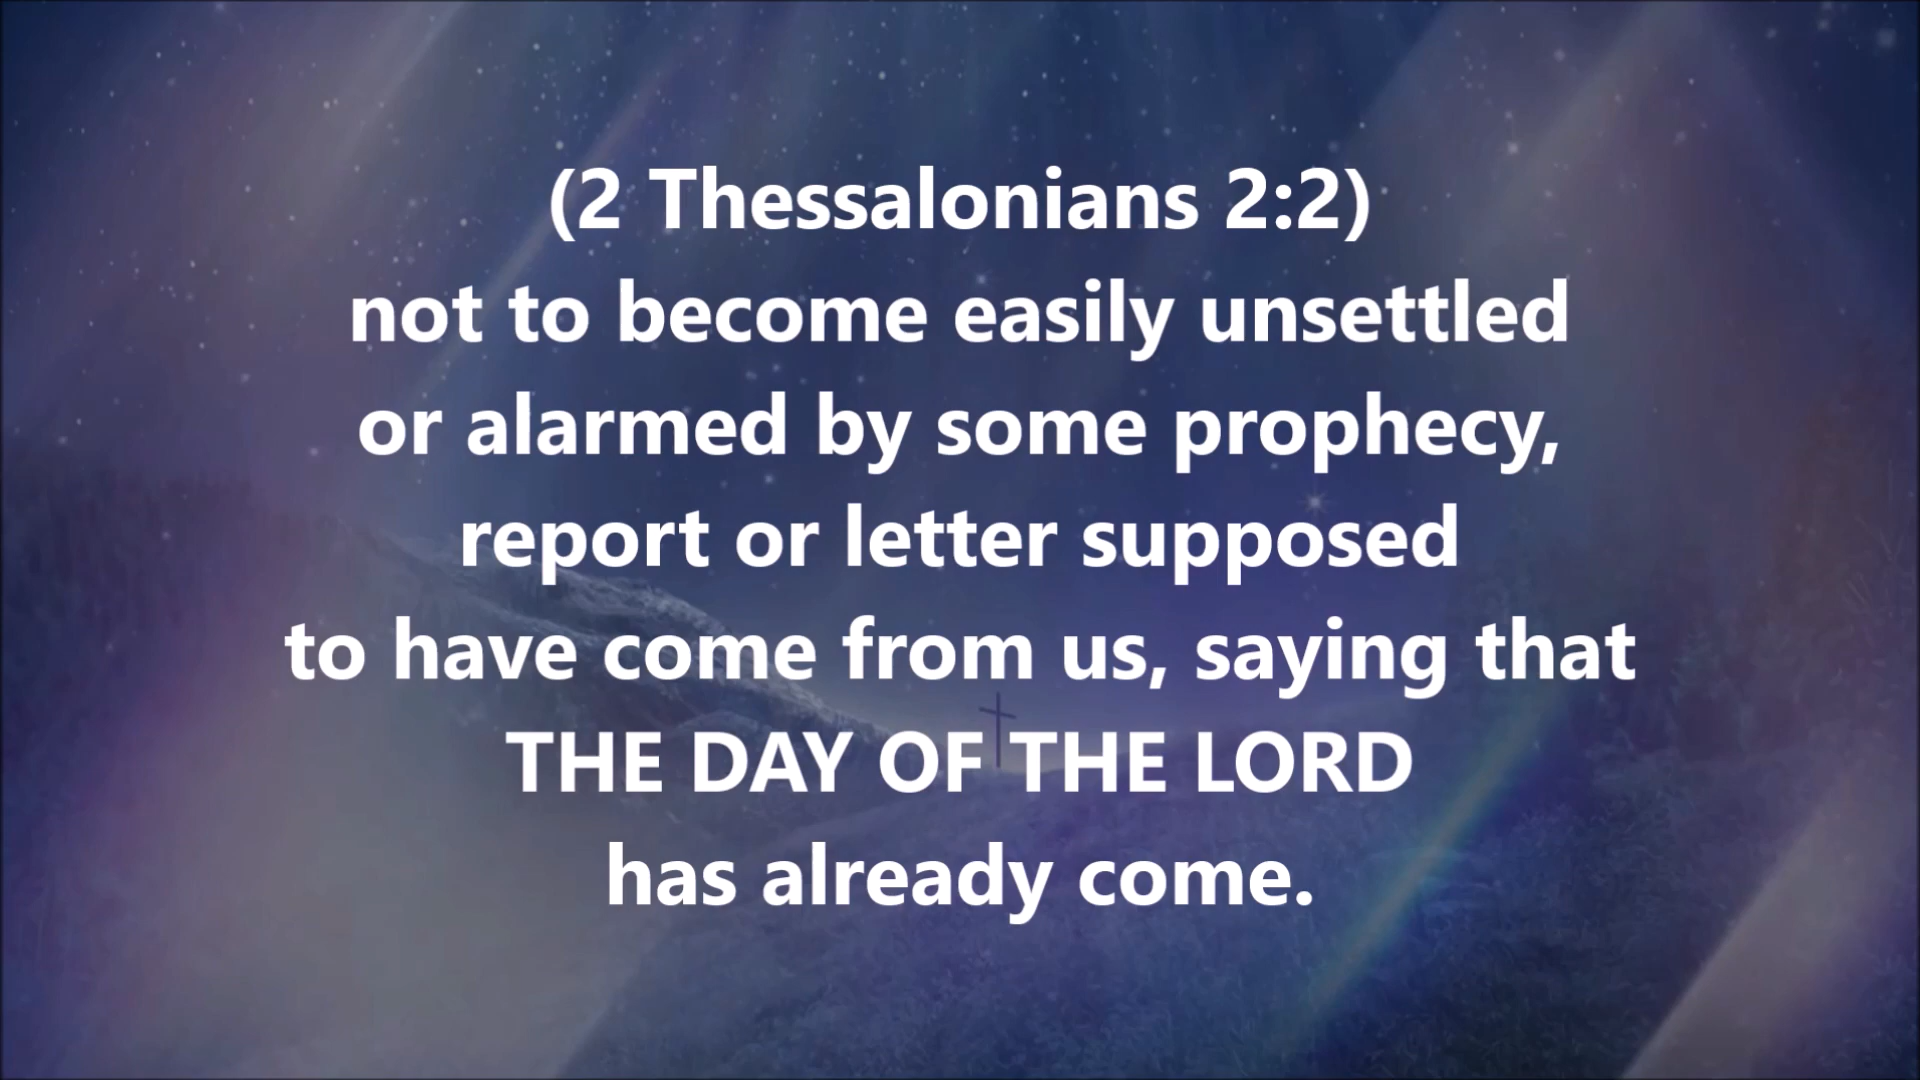 (2 Thessalonians 2:2)
not to become easily unsettled
or alarmed by some prophecy,
report or letter supposed
to have come from us, saying that
THE DAY OF THE LORD
has already come.